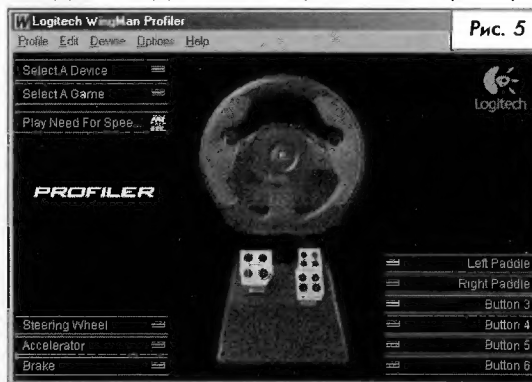 Logitech WingMan Profiler
Profile Edit Device Options Help
Рис. 5
Select A Device
Select A Game
Play Need For Spee...
Logitech
PROFILER
Steering Wheel
Accelerator
Brake
Left Paddle
Right Paddle
Button 3
Button 4
Button 5
Button 6